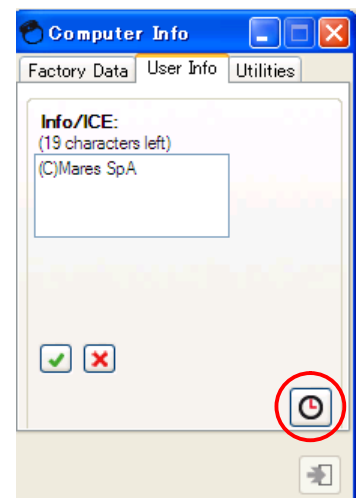 Computer Info
Factory Data User Info Utilities
Info/ICE:
(19 characters left)
(C)Mares SpA